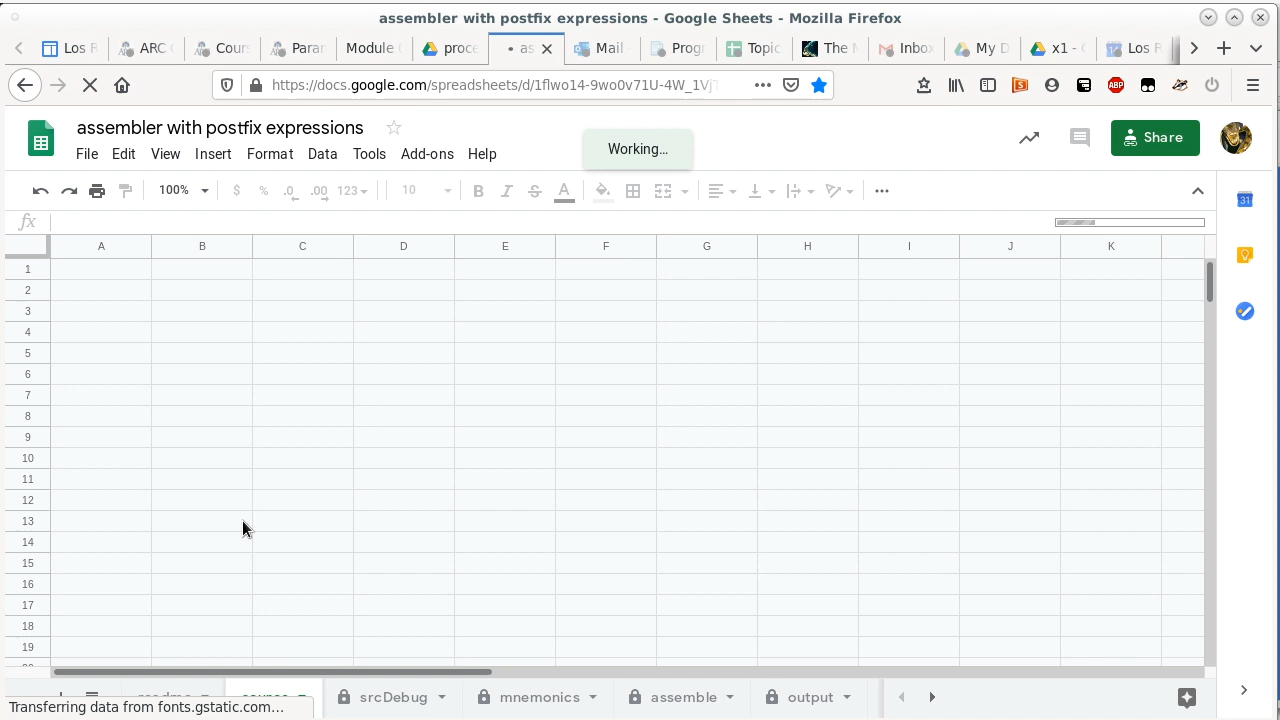 assembler with postfix expressions - Google Sheets - Mozilla Firefox
Los R ARC Cour Parar Module proce as Mail Progr Topic The N Inbox My D x1 - Los R
https://docs.google.com/spreadsheets/d/1flwo14-9wo0v71U-4W_1Vj
assembler with postfix expressions
Working...
Share
File Edit View Insert Format Data Tools Add-ons Help
100% $ % .0 .00 123 10 B I S A
fx
31
A B C D E F G H I J K
1
2
3
4
5
6
7
8
9
10
11
12
13
14
15
16
17
18
19
srcDebug mnemonics assemble output
Transferring data from fonts.gstatic.com...